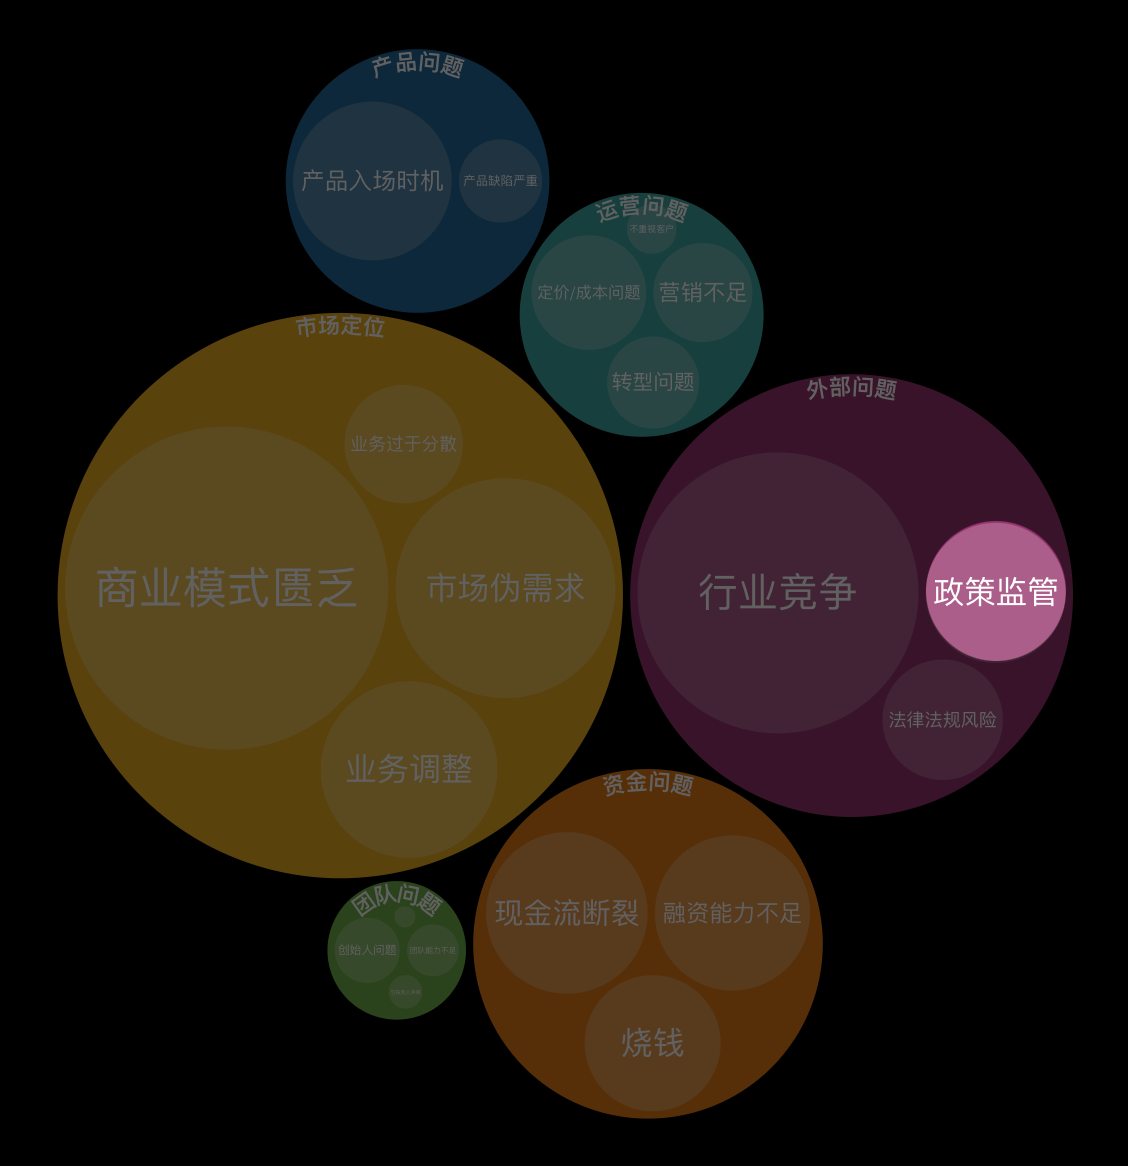 产品问题
产品入场时机
产品缺陷严重
运营问题
不重视客户
定价/成本问题
营销不足
转型问题
市场定位
业务过于分散
商业模式匮乏
市场伪需求
业务调整
外部问题
行业竞争
政策监管
法律法规风险
资金问题
现金流断裂
融资能力不足
烧钱
团队问题
创始人问题
团队能力不足